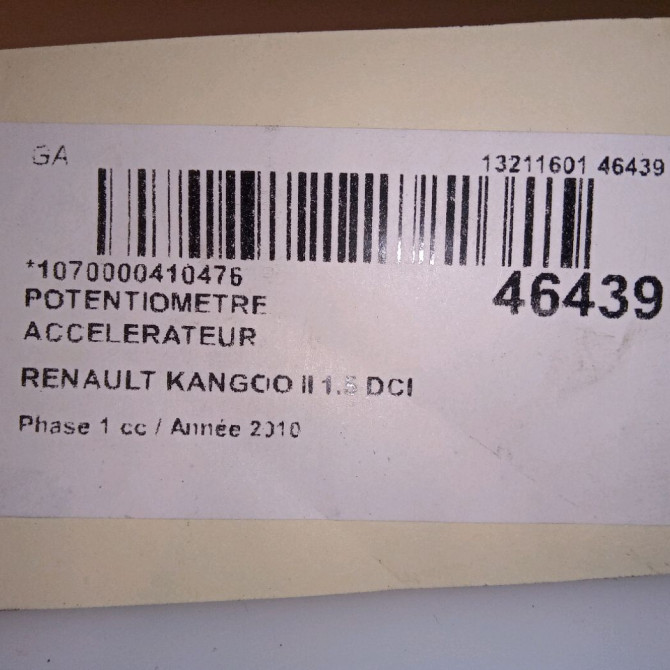 GA
13211601 46439
*1070000410476
46439
POTENTIOMETRE
ACCELERATEUR
RENAULT KANGOO II 1.5 DCI
Phase 1 cc / Année 2010